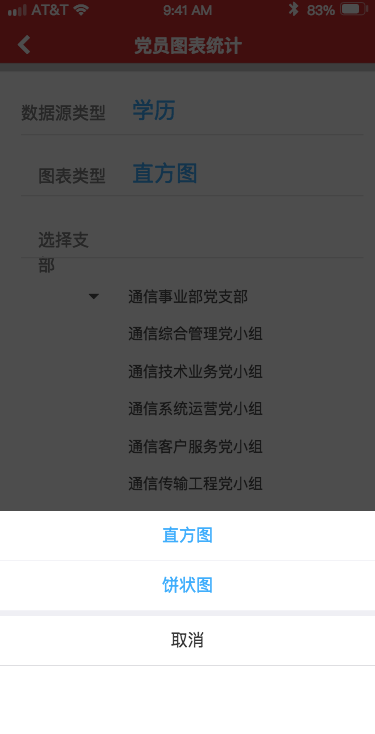 AT&T 9:41 AM 83%
党员图表统计
数据源类型 学历
图表类型 直方图
选择支
部
通信事业部党支部
通信综合管理党小组
通信技术业务党小组
通信系统运营党小组
通信客户服务党小组
通信传输工程党小组
直方图
饼状图
取消